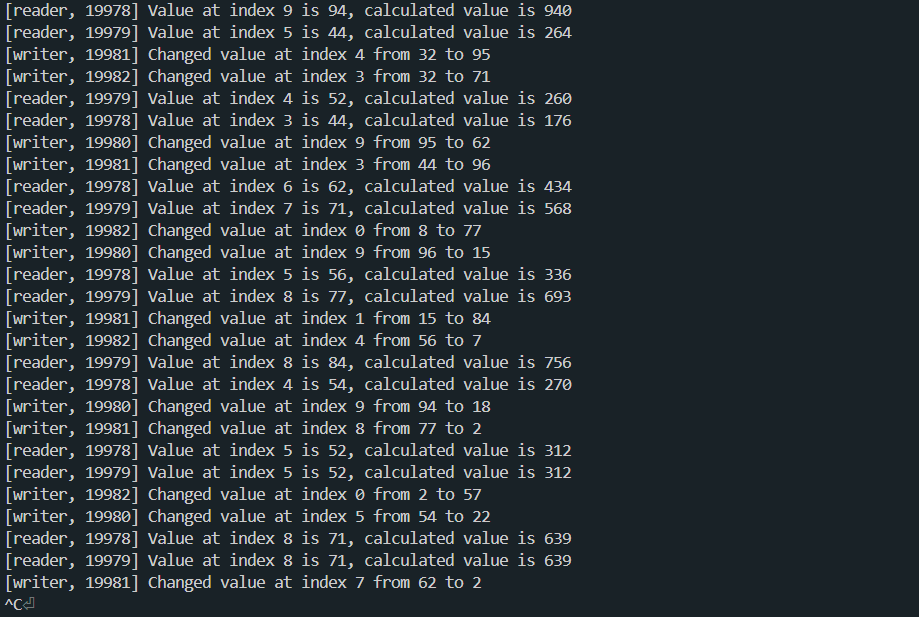 [reader, 19978] Value at index 9 is 94, calculated value is 940
[reader, 19979] Value at index 5 is 44, calculated value is 264
[writer, 19981] Changed value at index 4 from 32 to 95
[writer, 19982] Changed value at index 3 from 32 to 71
[reader, 19979] Value at index 4 is 52, calculated value is 260
[reader, 19978] Value at index 3 is 44, calculated value is 176
[writer, 19980] Changed value at index 9 from 95 to 62
[writer, 19981] Changed value at index 3 from 44 to 96
[reader, 19978] Value at index 6 is 62, calculated value is 434
[reader, 19979] Value at index 7 is 71, calculated value is 568
[writer, 19982] Changed value at index 0 from 8 to 77
[writer, 19980] Changed value at index 9 from 96 to 15
[reader, 19978] Value at index 5 is 56, calculated value is 336
[reader, 19979] Value at index 8 is 77, calculated value is 693
[writer, 19981] Changed value at index 1 from 15 to 84
[writer, 19982] Changed value at index 4 from 56 to 7
[reader, 19979] Value at index 8 is 84, calculated value is 756
[reader, 19978] Value at index 4 is 54, calculated value is 270
[writer, 19980] Changed value at index 9 from 94 to 18
[writer, 19981] Changed value at index 8 from 77 to 2
[reader, 19978] Value at index 5 is 52, calculated value is 312
[reader, 19979] Value at index 5 is 52, calculated value is 312
[writer, 19982] Changed value at index 0 from 2 to 57
[writer, 19980] Changed value at index 5 from 54 to 22
[reader, 19978] Value at index 8 is 71, calculated value is 639
[reader, 19979] Value at index 8 is 71, calculated value is 639
[writer, 19981] Changed value at index 7 from 62 to 2
^C⏎